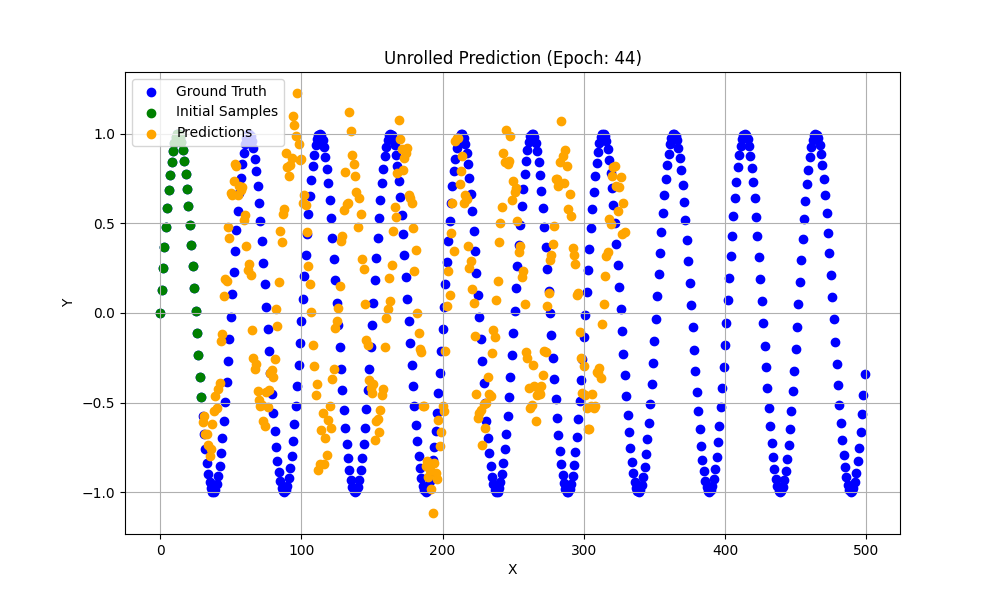 Unrolled Prediction (Epoch: 44)
Ground Truth
Initial Samples
Predictions
1.0
0.5
0.0
−0.5
−1.0
Y
0
100
200
300
400
500
X